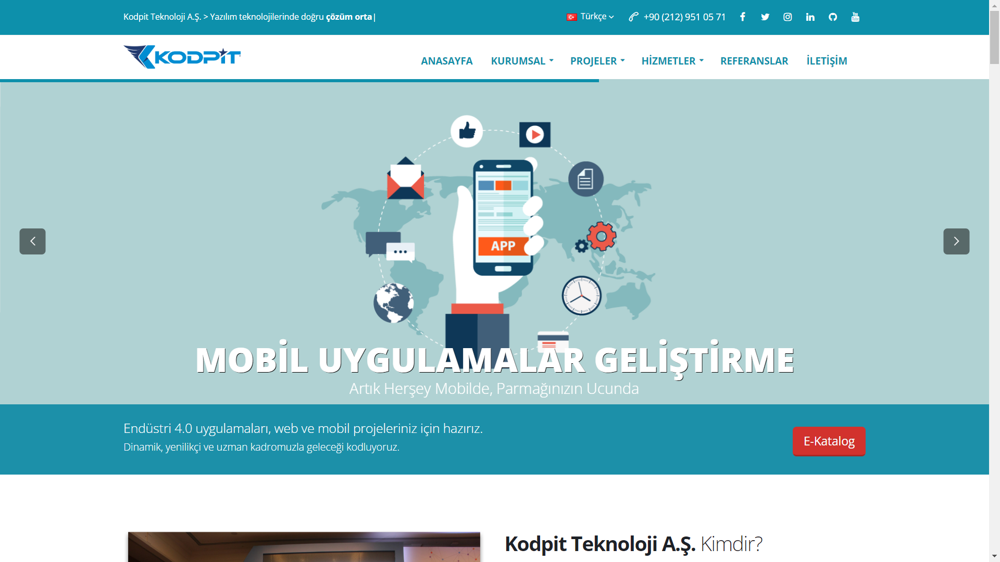 Kodpit Teknoloji A.Ş. > Yazılım teknolojilerinde doğru çözüm orta|
Türkçe
+90 (212) 951 05 71
KODPIT
ANASAYFA
KURUMSAL
PROJELER
HİZMETLER
REFERANSLAR
İLETİŞİM
APP
MOBİL UYGULAMALAR GELİŞTİRME
Artık Herşey Mobilde, Parmağınızın Ucunda
Endüstri 4.0 uygulamaları, web ve mobil projeleriniz için hazırız.
Dinamik, yenilikçi ve uzman kadromuzla geleceği kodluyoruz.
E-Katalog
Kodpit Teknoloji A.Ş. Kimdir?